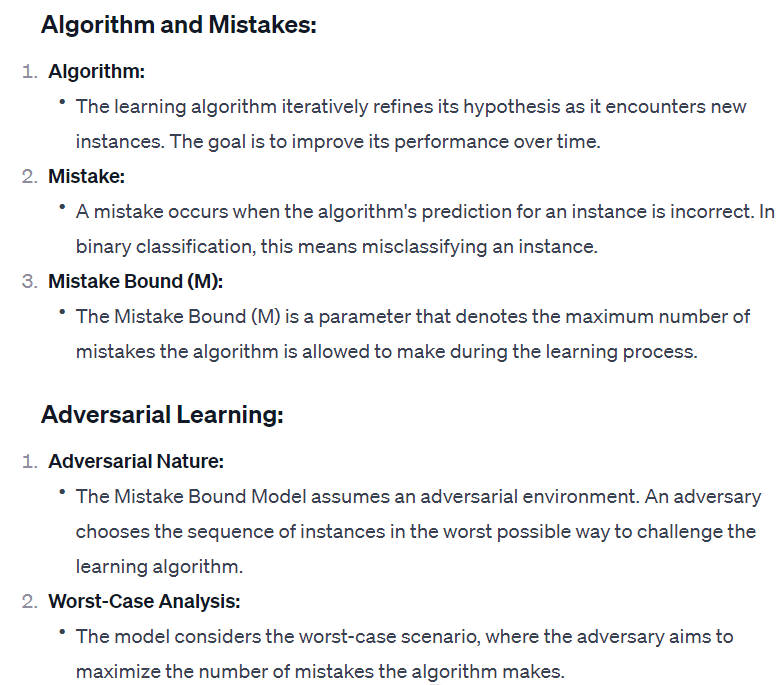 Algorithm and Mistakes:
1. Algorithm:
• The learning algorithm iteratively refines its hypothesis as it encounters new
instances. The goal is to improve its performance over time.
2. Mistake:
• A mistake occurs when the algorithm's prediction for an instance is incorrect. In
binary classification, this means misclassifying an instance.
3. Mistake Bound (M):
• The Mistake Bound (M) is a parameter that denotes the maximum number of
mistakes the algorithm is allowed to make during the learning process.
Adversarial Learning:
1. Adversarial Nature:
• The Mistake Bound Model assumes an adversarial environment. An adversary
chooses the sequence of instances in the worst possible way to challenge the
learning algorithm.
2. Worst-Case Analysis:
• The model considers the worst-case scenario, where the adversary aims to
maximize the number of mistakes the algorithm makes.